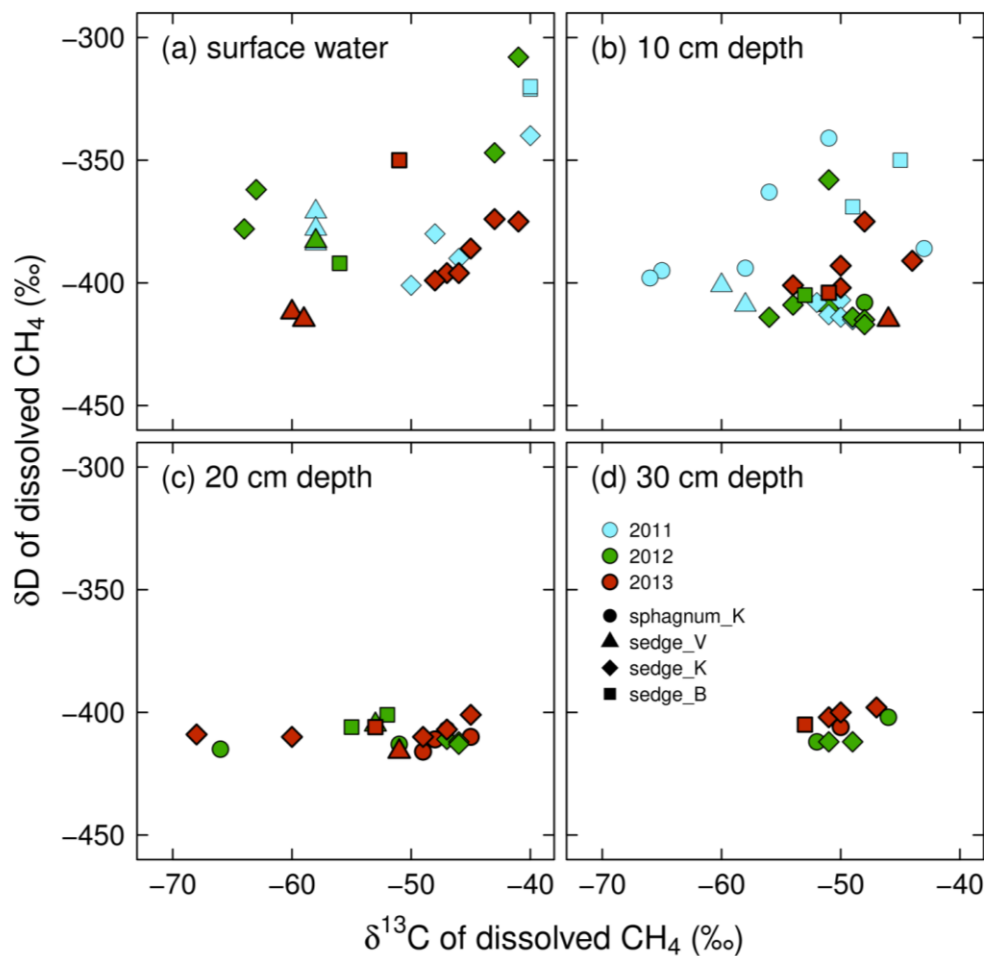 (a) surface water
(b) 10 cm depth
−300
−350
−400
−450
(c) 20 cm depth
(d) 30 cm depth
−300
−350
−400
−450
2011
2012
2013
sphagnum_K
sedge_V
sedge_K
sedge_B
−70 −60 −50 −40
−70 −60 −50 −40
δD of dissolved CH₄ (‰)
δ¹³C of dissolved CH₄ (‰)